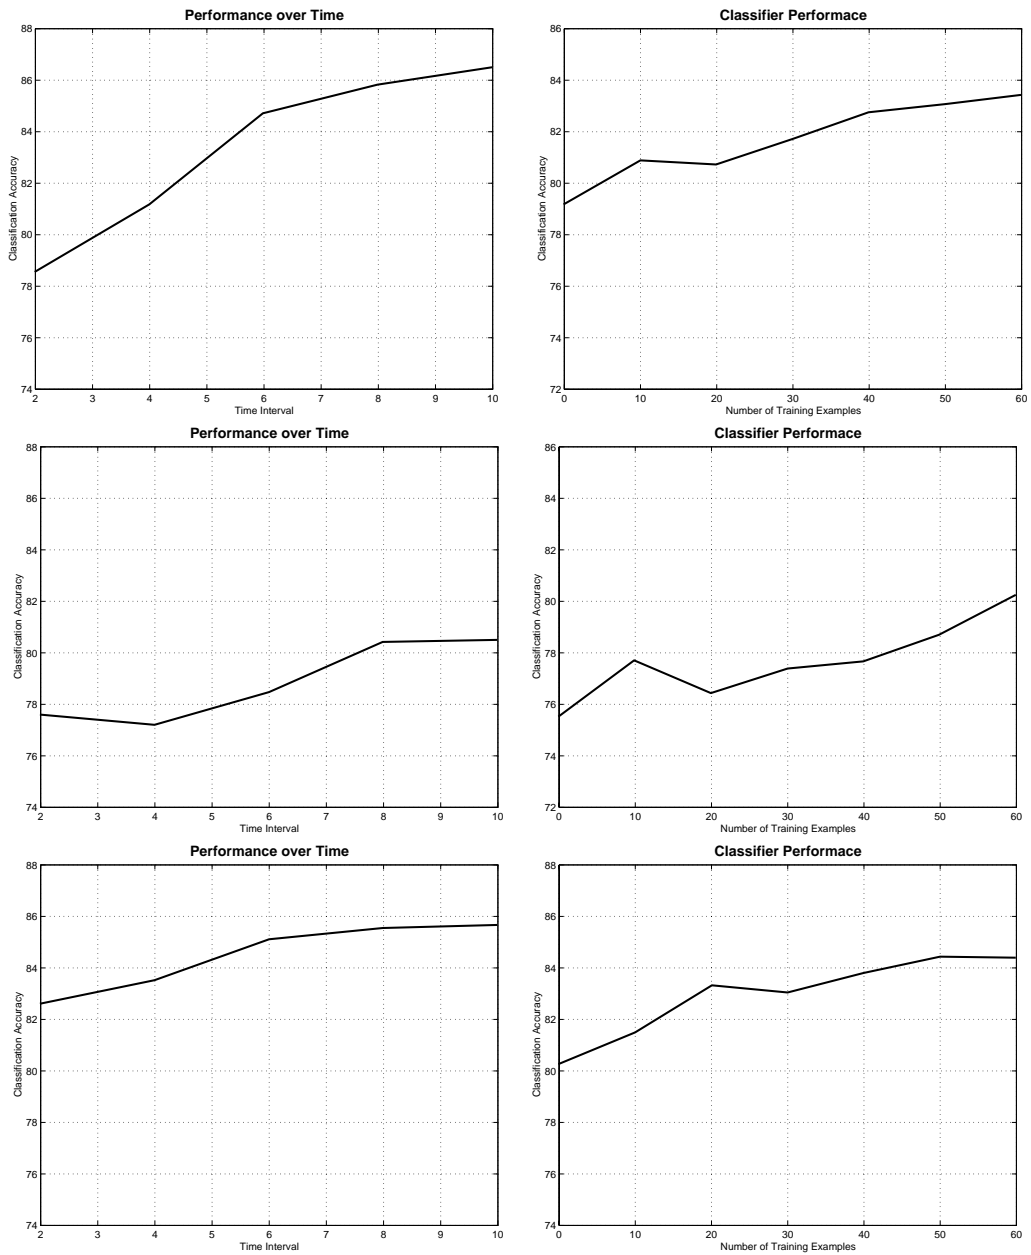 Performance over Time
88
86
84
82
80
78
76
74
Classification Accuracy
2 3 4 5 6 7 8 9 10
Time Interval
Classifier Performace
86
84
82
80
78
76
74
72
Classification Accuracy
0 10 20 30 40 50 60
Number of Training Examples
Performance over Time
88
86
84
82
80
78
76
74
Classification Accuracy
2 3 4 5 6 7 8 9 10
Time Interval
Classifier Performace
86
84
82
80
78
76
74
72
Classification Accuracy
0 10 20 30 40 50 60
Number of Training Examples
Performance over Time
88
86
84
82
80
78
76
74
Classification Accuracy
2 3 4 5 6 7 8 9 10
Time Interval
Classifier Performace
88
86
84
82
80
78
76
74
Classification Accuracy
0 10 20 30 40 50 60
Number of Training Examples